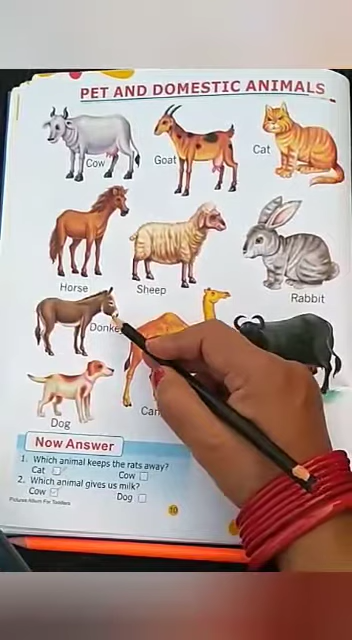 PET AND DOMESTIC ANIMALS
Cow
Goat
Cat
Horse
Sheep
Rabbit
Dog
Now Answer
1. Which animal keeps the rats away?
Cat Cow
2. Which animal gives us milk?
Cow Dog
Pictures Album For Toddlers
10